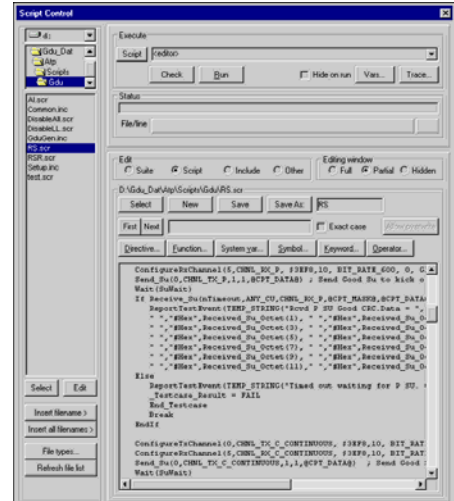 Script Control
d:
Gdu_Dat
Atp
Scripts
Gdu
AI.scr
Common.inc
DisableAll.scr
DisableLL.scr
GduGen.inc
RS.scr
RSR.scr
Setup.inc
test.scr
Select Edit
Insert filename >
Insert all filenames >
File types...
Refresh file list
Execute
Script <editor>
Check Run Hide on run Vars... Trace...
Status
File/line
Edit
Suite Script Include Other
Editing window
Full Partial Hidden
D:\Gdu_Dat\Atp\Scripts\Gdu\RS.scr
Select New Save Save As: RS
First Next Exact case Allow overwrite
Directive... Function... System var... Symbol... Keyword... Operator...
ConfigureRxChannel(5,CHNL_RX_P, #3EF8,10, BIT_RATE_600, 0, G
Send_Su(0,CHNL_TX_P,1,1,@CPT_DATA@) ; Send Good Su to kick o
Wait(SuWait)
If Receive_Su(nTimeout,ANY_CU,CHNL_RX_P,@CPT_MASK@,@CPT_DATA
ReportTestEvent(TEMP_STRING("Rcvd P SU Good CRC.Data = ",
" ","#Hex",Received_Su_Octet(1), " ","#Hex",Received_Su_O
" ","#Hex",Received_Su_Octet(3), " ","#Hex",Received_Su_O
" ","#Hex",Received_Su_Octet(5), " ","#Hex",Received_Su_O
" ","#Hex",Received_Su_Octet(7), " ","#Hex",Received_Su_O
" ","#Hex",Received_Su_Octet(9), " ","#Hex",Received_Su_O
" ","#Hex",Received_Su_Octet(11)," ","#Hex",Received_Su_O
Else
ReportTestEvent(TEMP_STRING("Timed out waiting for P SU.
_Testcase_Result = FAIL
End_Testcase
Break
EndIf
ConfigureTxChannel(0,CHNL_TX_C_CONTINUOUS, #3EF8,10, BIT_RAT
ConfigureRxChannel(5,CHNL_TX_C_CONTINUOUS, #3EF8,10, BIT_RAT
Send_Su(0,CHNL_TX_C_CONTINUOUS,1,1,@CPT_DATA@) ; Send Good
Wait(SuWait)